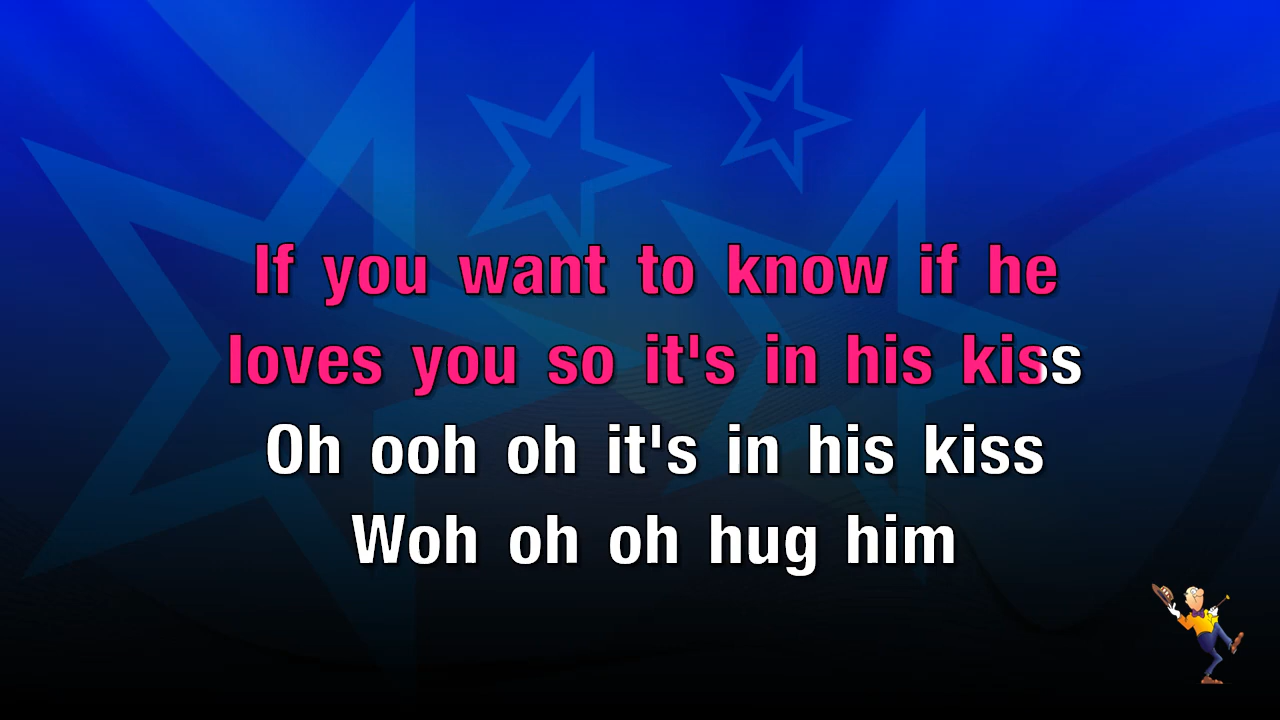 If you want to know if he
loves you so it's in his kiss
Oh ooh oh it's in his kiss
Woh oh oh hug him